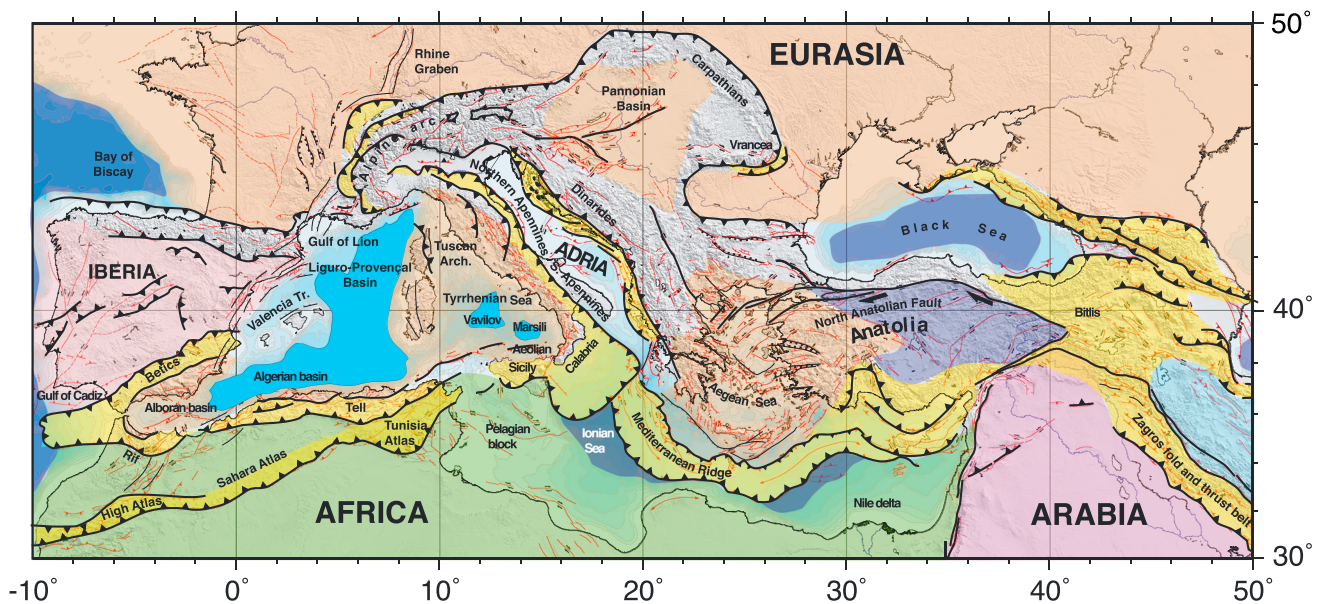 50°
EURASIA
Rhine
Graben
Carpathians
Pannonian
Basin
Vrancea
Alpine arc
Bay of
Biscay
Northern Apennines
S. Apennines
Dinarides
ADRIA
Black Sea
Gulf of Lion
Tuscan
Arch.
Liguro-Provençal
Basin
IBERIA
Valencia Tr.
Tyrrhenian Sea
Vavilov
Marsili
Aeolian
North Anatolian Fault
Anatolia
Bitlis
40°
Betics
Calabria
Sicily
Algerian basin
Gulf of Cadiz
Alboran basin
Tell
Tunisia
Atlas
Aegean Sea
Pelagian
block
Ionian
Sea
Mediterranean Ridge
Zagros fold and thrust belt
Rif
Sahara Atlas
High Atlas
AFRICA
Nile delta
ARABIA
30°
-10° 0° 10° 20° 30° 40° 50°